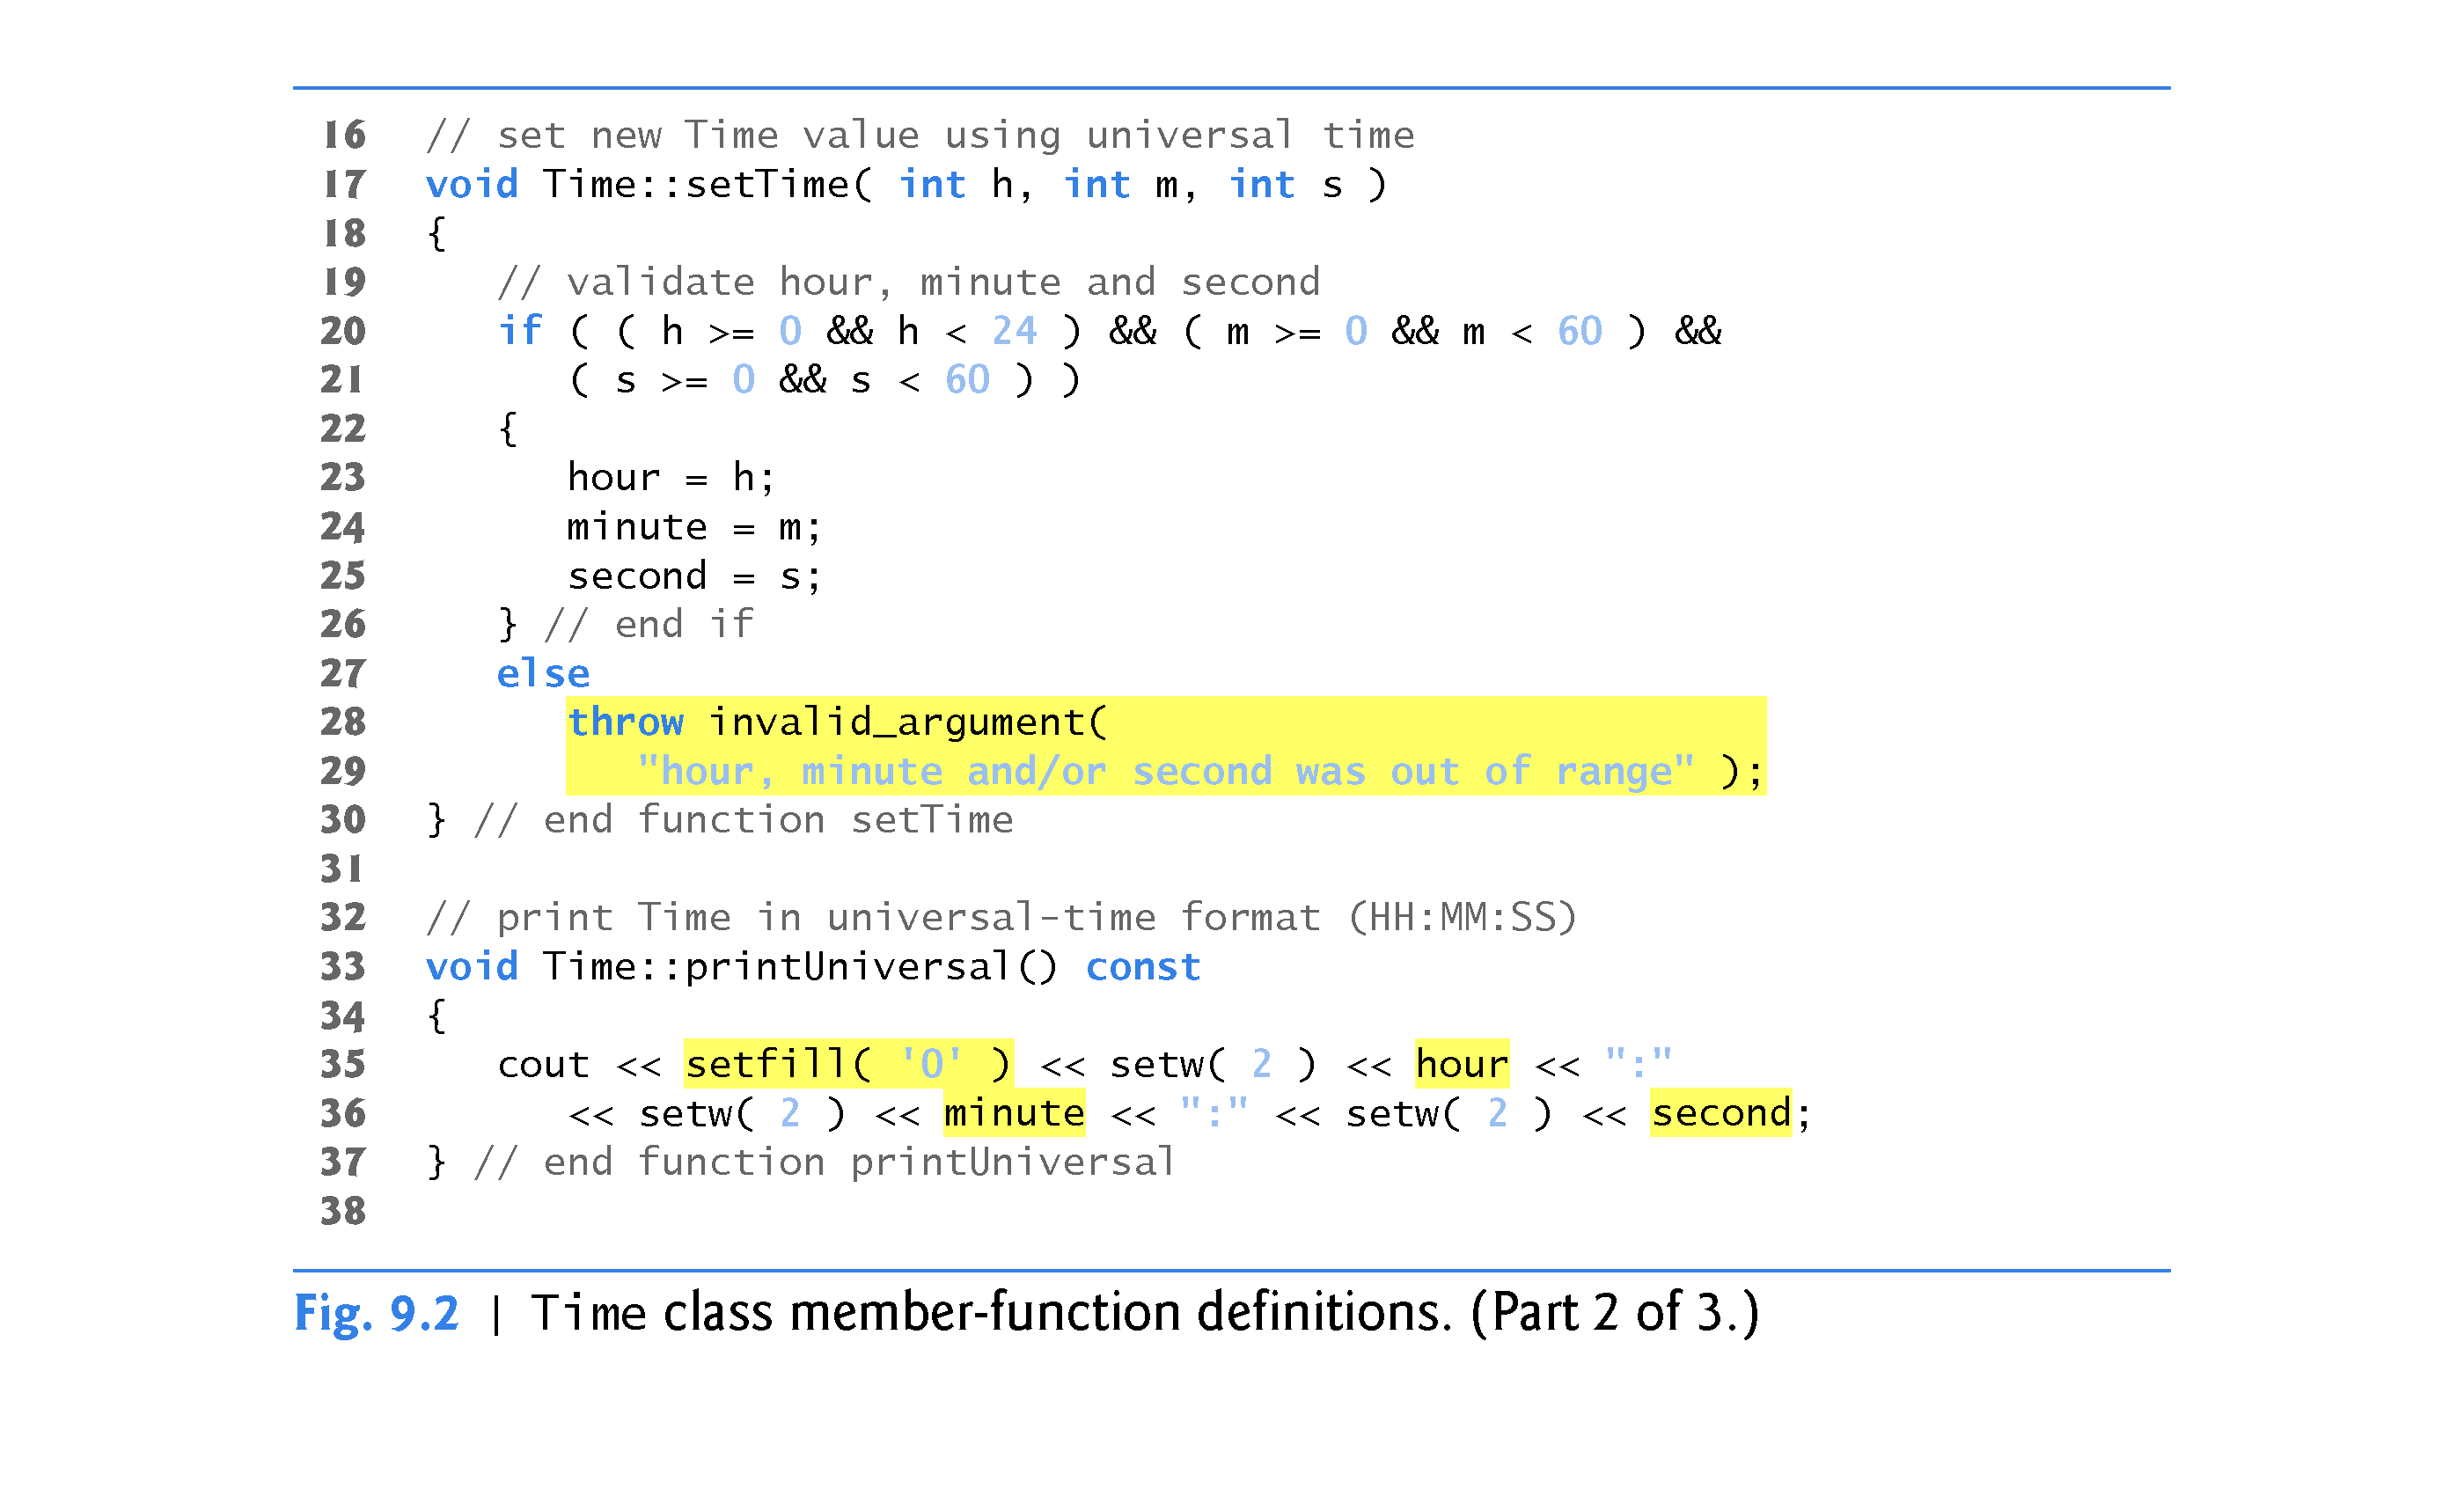 16 // set new Time value using universal time
17 void Time::setTime( int h, int m, int s )
18 {
19    // validate hour, minute and second
20    if ( ( h >= 0 && h < 24 ) && ( m >= 0 && m < 60 ) &&
21       ( s >= 0 && s < 60 ) )
22    {
23       hour = h;
24       minute = m;
25       second = s;
26    } // end if
27    else
28       throw invalid_argument(
29          "hour, minute and/or second was out of range" );
30 } // end function setTime
31
32 // print Time in universal-time format (HH:MM:SS)
33 void Time::printUniversal() const
34 {
35    cout << setfill( '0' ) << setw( 2 ) << hour << ":"
36       << setw( 2 ) << minute << ":" << setw( 2 ) << second;
37 } // end function printUniversal
38
Fig. 9.2 | Time class member-function definitions. (Part 2 of 3.)